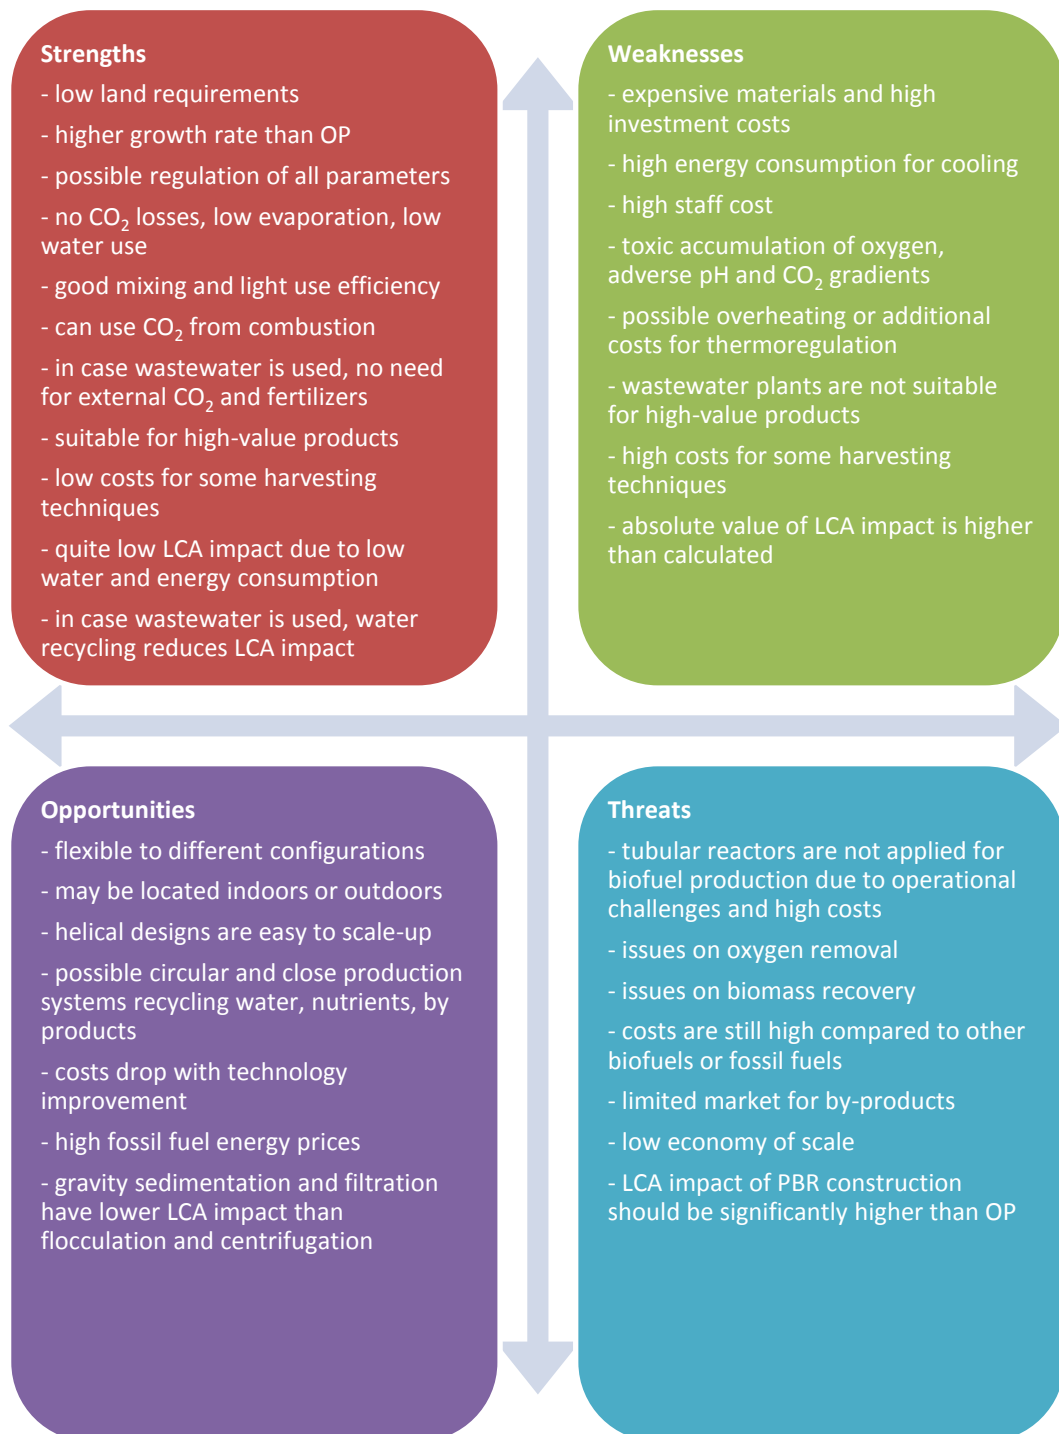 Strengths
- low land requirements
- higher growth rate than OP
- possible regulation of all parameters
- no CO₂ losses, low evaporation, low
water use
- good mixing and light use efficiency
- can use CO₂ from combustion
- in case wastewater is used, no need
for external CO₂ and fertilizers
- suitable for high-value products
- low costs for some harvesting
techniques
- quite low LCA impact due to low
water and energy consumption
- in case wastewater is used, water
recycling reduces LCA impact
Weaknesses
- expensive materials and high
investment costs
- high energy consumption for cooling
- high staff cost
- toxic accumulation of oxygen,
adverse pH and CO₂ gradients
- possible overheating or additional
costs for thermoregulation
- wastewater plants are not suitable
for high-value products
- high costs for some harvesting
techniques
- absolute value of LCA impact is higher
than calculated
Opportunities
- flexible to different configurations
- may be located indoors or outdoors
- helical designs are easy to scale-up
- possible circular and close production
systems recycling water, nutrients, by
products
- costs drop with technology
improvement
- high fossil fuel energy prices
- gravity sedimentation and filtration
have lower LCA impact than
flocculation and centrifugation
Threats
- tubular reactors are not applied for
biofuel production due to operational
challenges and high costs
- issues on oxygen removal
- issues on biomass recovery
- costs are still high compared to other
biofuels or fossil fuels
- limited market for by-products
- low economy of scale
- LCA impact of PBR construction
should be significantly higher than OP